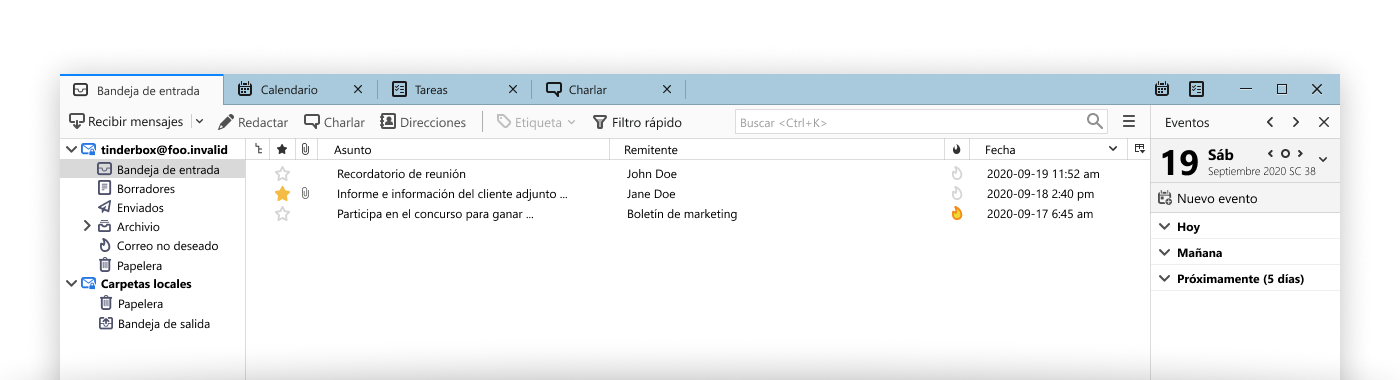 Bandeja de entrada Calendario Tareas Charlar
Recibir mensajes Redactar Charlar Direcciones Etiqueta Filtro rápido Buscar <Ctrl+K> Eventos
tinderbox@foo.invalid Asunto Remitente Fecha
Bandeja de entrada
Borradores
Enviados
Archivio
Correo no deseado
Papelera
Carpetas locales
Papelera
Bandeja de salida
Recordatorio de reunión John Doe 2020-09-19 11:52 am
Informe e información del cliente adjunto ... Jane Doe 2020-09-18 2:40 pm
Participa en el concurso para ganar ... Boletín de marketing 2020-09-17 6:45 am
19 Sáb
Septiembre 2020 SC 38
Nuevo evento
Hoy
Mañana
Próximamente (5 días)